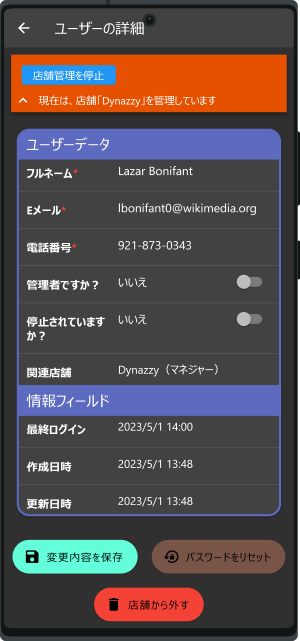 ユーザーの詳細
店舗管理を停止
現在は、店舗「Dynazzy」を管理しています
ユーザーデータ
フルネーム* Lazar Bonifant
Eメール* lbonifant0@wikimedia.org
電話番号* 921-873-0343
管理者ですか？ いいえ
停止されています いいえ
か？
関連店舗 Dynazzy（マネジャー）
情報フィールド
最終ログイン 2023/5/1 14:00
作成日時 2023/5/1 13:48
更新日時 2023/5/1 13:48
変更内容を保存 パスワードをリセット
店舗から外す